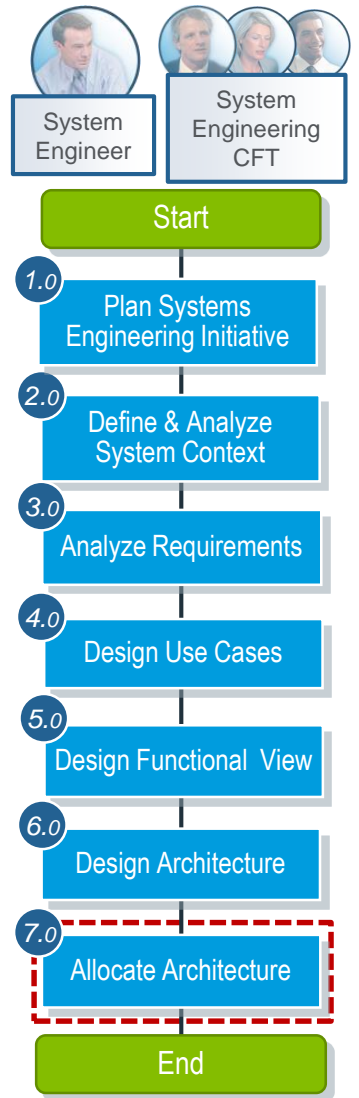 System
Engineer
System
Engineering
CFT
Start
1.0
Plan Systems
Engineering Initiative
2.0
Define & Analyze
System Context
3.0
Analyze Requirements
4.0
Design Use Cases
5.0
Design Functional View
6.0
Design Architecture
7.0
Allocate Architecture
End